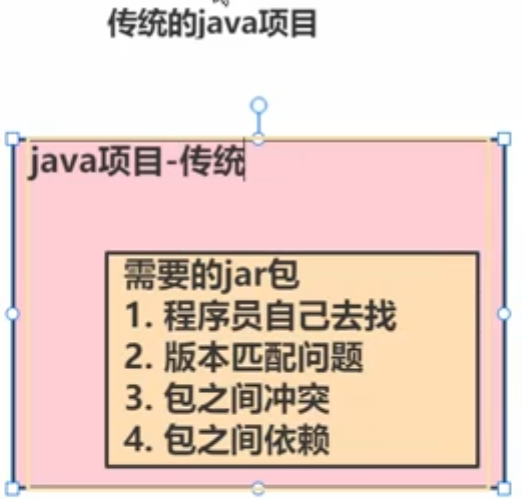 传统的java项目
java项目-传统
需要的jar包
1. 程序员自己去找
2. 版本匹配问题
3. 包之间冲突
4. 包之间依赖